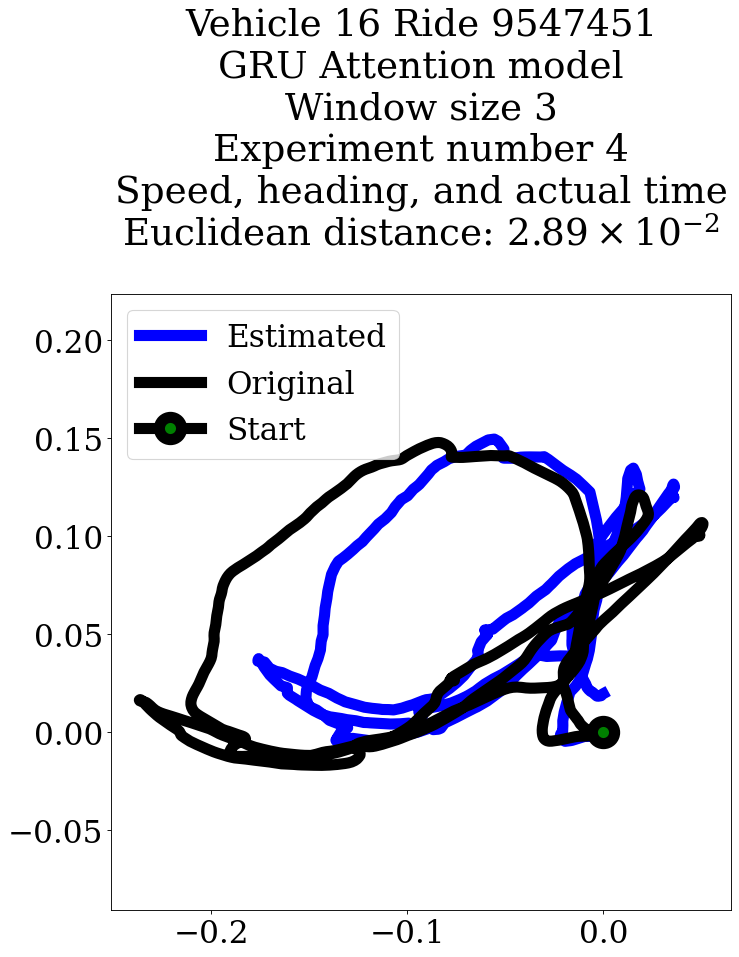 Vehicle 16 Ride 9547451
GRU Attention model
Window size 3
Experiment number 4
Speed, heading, and actual time
Euclidean distance: 2.89 × 10⁻²
Estimated
Original
Start
0.20
0.15
0.10
0.05
0.00
−0.05
−0.2
−0.1
0.0